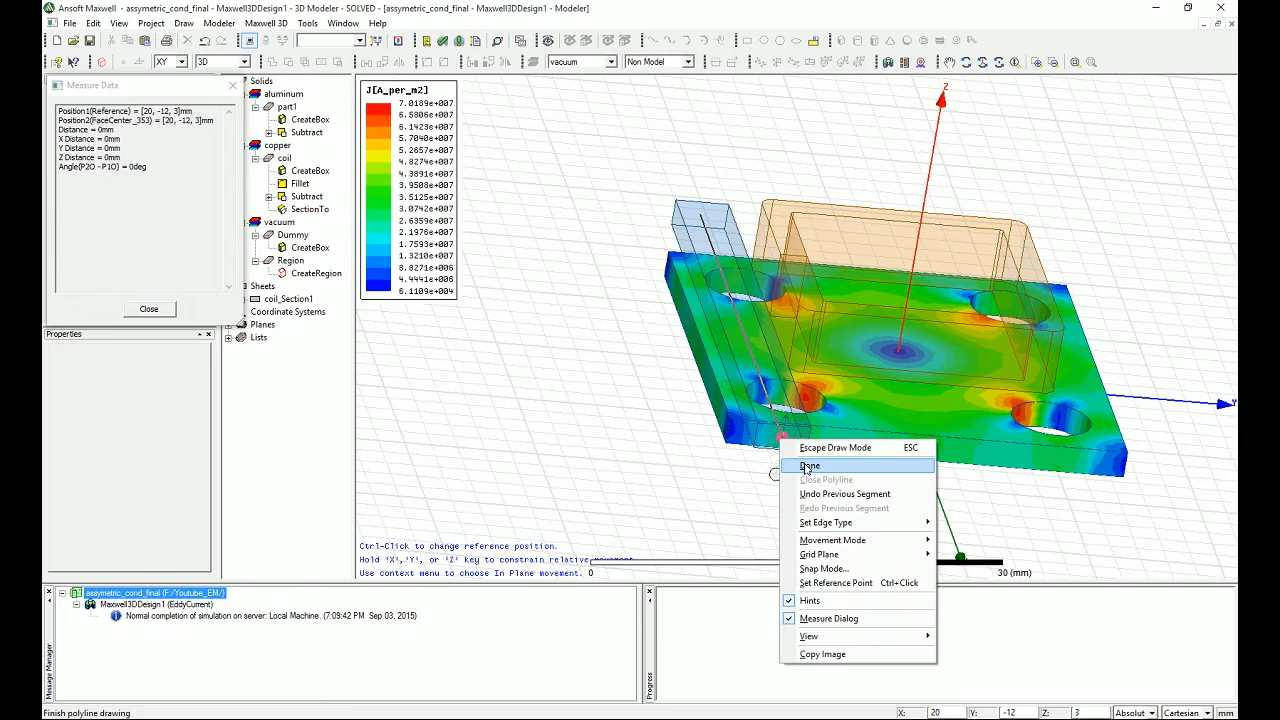 Ansoft Maxwell - assymetric_cond_final - Maxwell3DDesign1 - 3D Modeler - SOLVED - [assymetric_cond_final - Maxwell3DDesign1 - Modeler]
File Edit View Project Draw Modeler Maxwell 3D Tools Window Help
XY
3D
vacuum
Non Model
Measure Data
Position1(Reference) = [20, -12, 3]mm
Position2(FaceCenter_353) = [20, -12, 3]mm
Distance = 0mm
X Distance = 0mm
Y Distance = 0mm
Z Distance = 0mm
Angle(P2O - P1O) = 0deg
Close
Properties
Solids
aluminum
part1
CreateBox
Subtract
copper
coil
CreateBox
Fillet
Subtract
SectionTo
vacuum
Dummy
CreateBox
Region
CreateRegion
Sheets
coil_Section1
Coordinate Systems
Planes
Lists
J[A_per_m2]
7.0189e+007
6.5806e+007
6.1423e+007
5.7040e+007
5.2657e+007
4.8274e+007
4.3891e+007
3.9508e+007
3.5125e+007
3.0742e+007
2.6359e+007
2.1976e+007
1.7593e+007
1.3210e+007
8.8271e+006
4.4441e+006
6.1109e+004
Z
Y
Escape Draw Mode ESC
Done
Close Polyline
Undo Previous Segment
Redo Previous Segment
Set Edge Type
Movement Mode
Grid Plane
Snap Mode...
Set Reference Point Ctrl+Click
Hints
Measure Dialog
View
Copy Image
Ctrl-Click to change reference position.
Hold 'X','Y', or 'Z' key to constrain relative movement.
Use context menu to choose In Plane movement.
0
30 (mm)
assymetric_cond_final (F:/Youtube_EM/)
Maxwell3DDesign1 (EddyCurrent)
Normal completion of simulation on server: Local Machine. (7:09:42 PM Sep 03, 2015)
Message Manager
Progress
Finish polyline drawing
X: 20 Y: -12 Z: 3 Absolut Cartesian mm